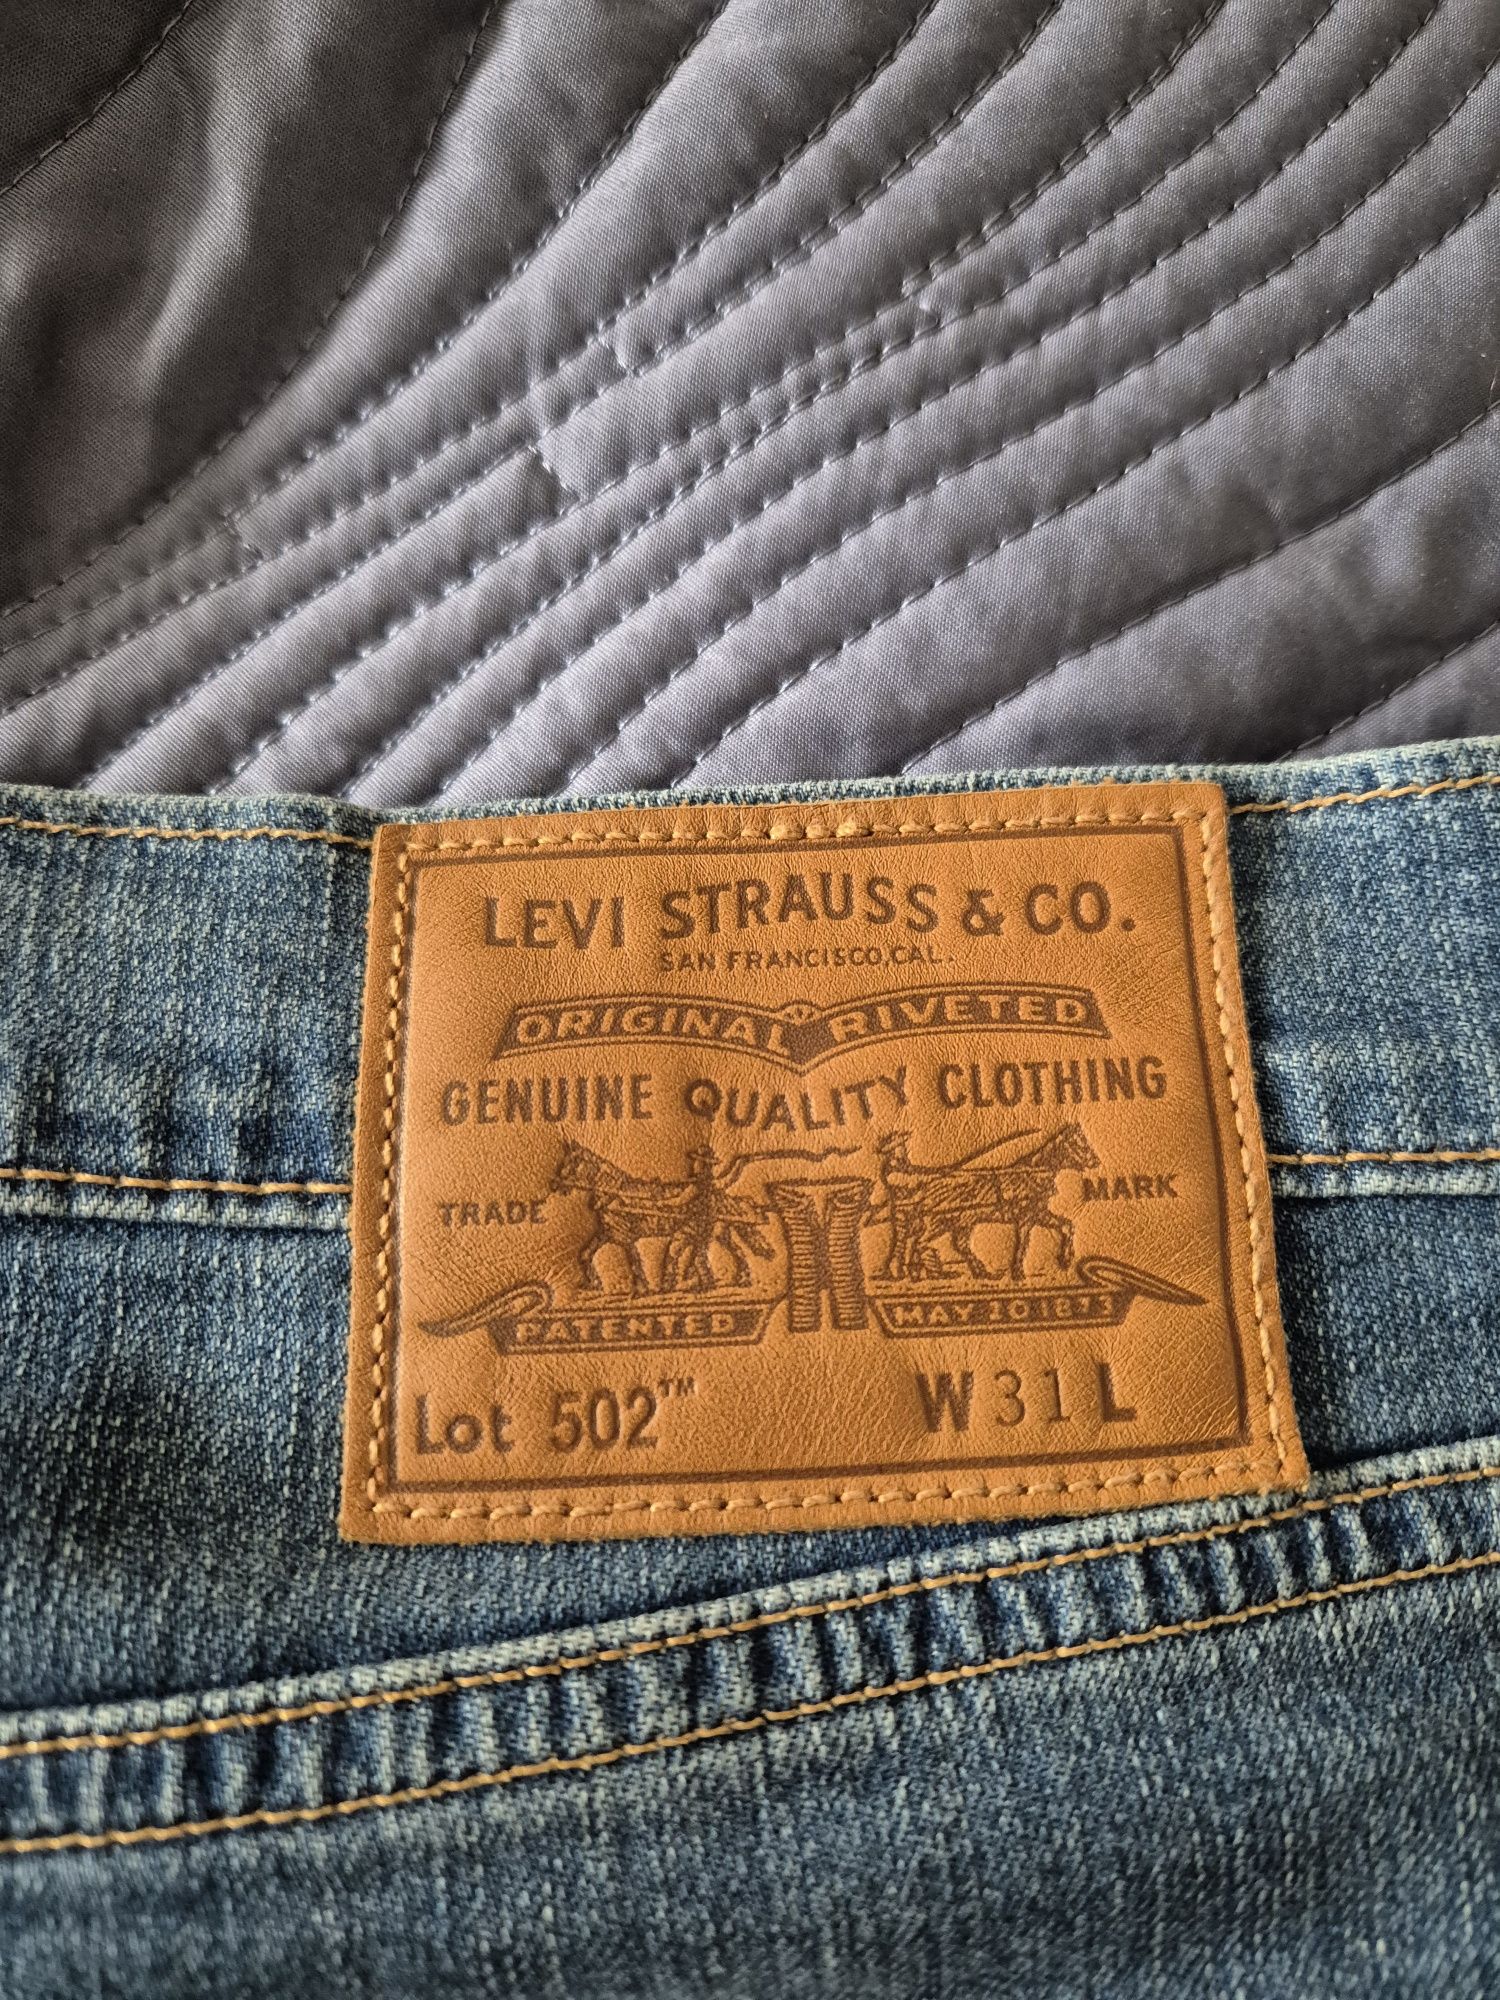 LEVI STRAUSS & CO.
SAN FRANCISCO, CAL.
ORIGINAL RIVETED
GENUINE QUALITY CLOTHING
TRADE MARK
PATENTED MAY 20 1873
Lot 502™ W 31 L